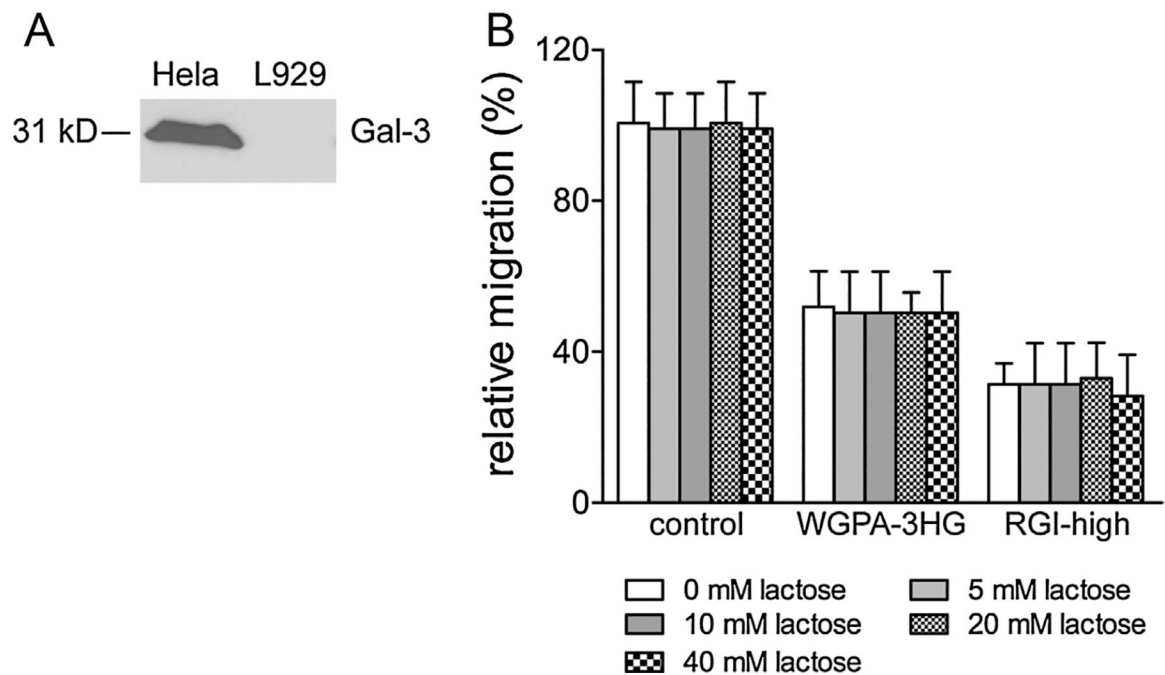 A
Hela L929
31 kD Gal-3
B
relative migration (%)
120
80
40
0
control WGPA-3HG RGI-high
0 mM lactose 5 mM lactose
10 mM lactose 20 mM lactose
40 mM lactose